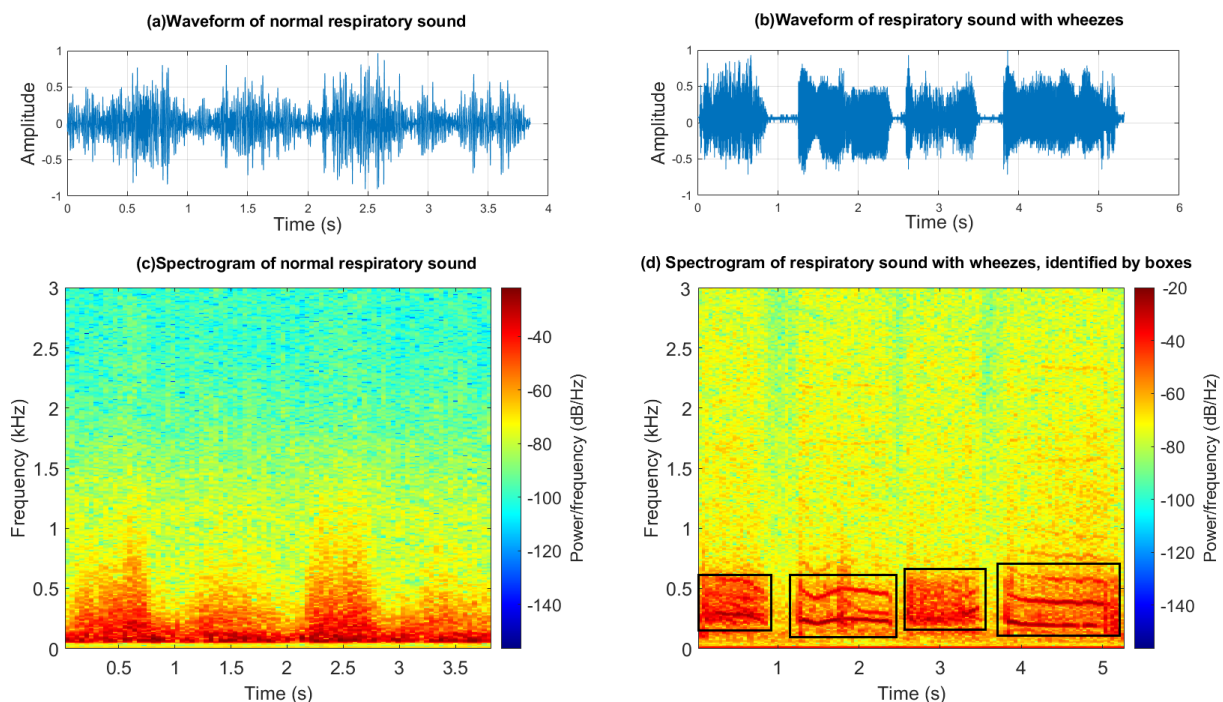 (a)Waveform of normal respiratory sound
1
0.5
0
-0.5
-1
Amplitude
0 0.5 1 1.5 2 2.5 3 3.5 4
Time (s)
(b)Waveform of respiratory sound with wheezes
1
0.5
0
-0.5
-1
Amplitude
0 1 2 3 4 5 6
Time (s)
(c)Spectrogram of normal respiratory sound
3
2.5
2
1.5
1
0.5
0
Frequency (kHz)
0.5 1 1.5 2 2.5 3 3.5
Time (s)
-40
-60
-80
-100
-120
-140
Power/frequency (dB/Hz)
(d) Spectrogram of respiratory sound with wheezes, identified by boxes
3
2.5
2
1.5
1
0.5
0
Frequency (kHz)
1 2 3 4 5
Time (s)
-20
-40
-60
-80
-100
-120
-140
Power/frequency (dB/Hz)